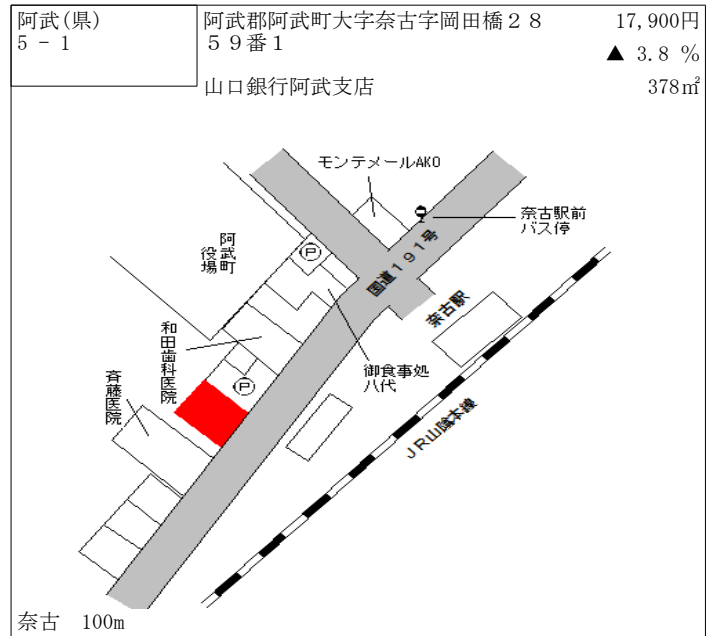 阿武(県)
5 - 1
阿武郡阿武町大字奈古字岡田橋２８
５９番１
山口銀行阿武支店
17,900円
▲ 3.8 %
378㎡
モンテメールAKO
奈古駅前
バス停
阿武町
役場
P
国道１９１号
奈古駅
和田歯科医院
御食事処
八代
斉藤医院
P
ＪＲ山陰本線
奈古 100m